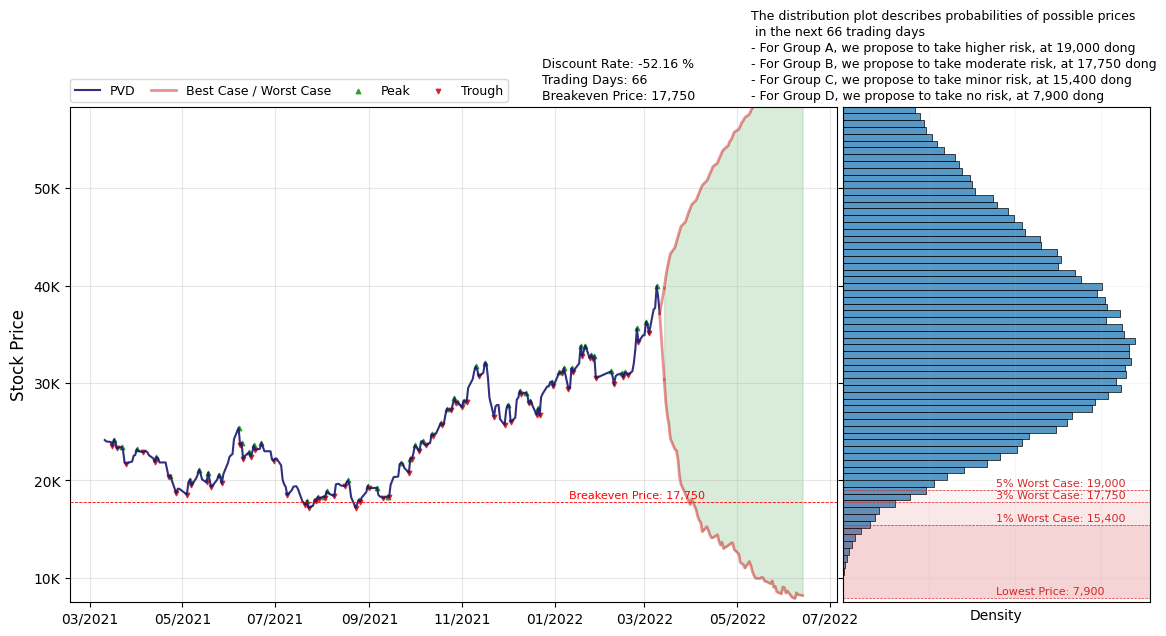 The distribution plot describes probabilities of possible prices
in the next 66 trading days
- For Group A, we propose to take higher risk, at 19,000 dong
- For Group B, we propose to take moderate risk, at 17,750 dong
- For Group C, we propose to take minor risk, at 15,400 dong
- For Group D, we propose to take no risk, at 7,900 dong
Discount Rate: -52.16 %
Trading Days: 66
Breakeven Price: 17,750
PVD
Best Case / Worst Case
Peak
Trough
Stock Price
50K
40K
30K
20K
10K
Breakeven Price: 17,750
03/2021
05/2021
07/2021
09/2021
11/2021
01/2022
03/2022
05/2022
07/2022
5% Worst Case: 19,000
3% Worst Case: 17,750
1% Worst Case: 15,400
Lowest Price: 7,900
Density